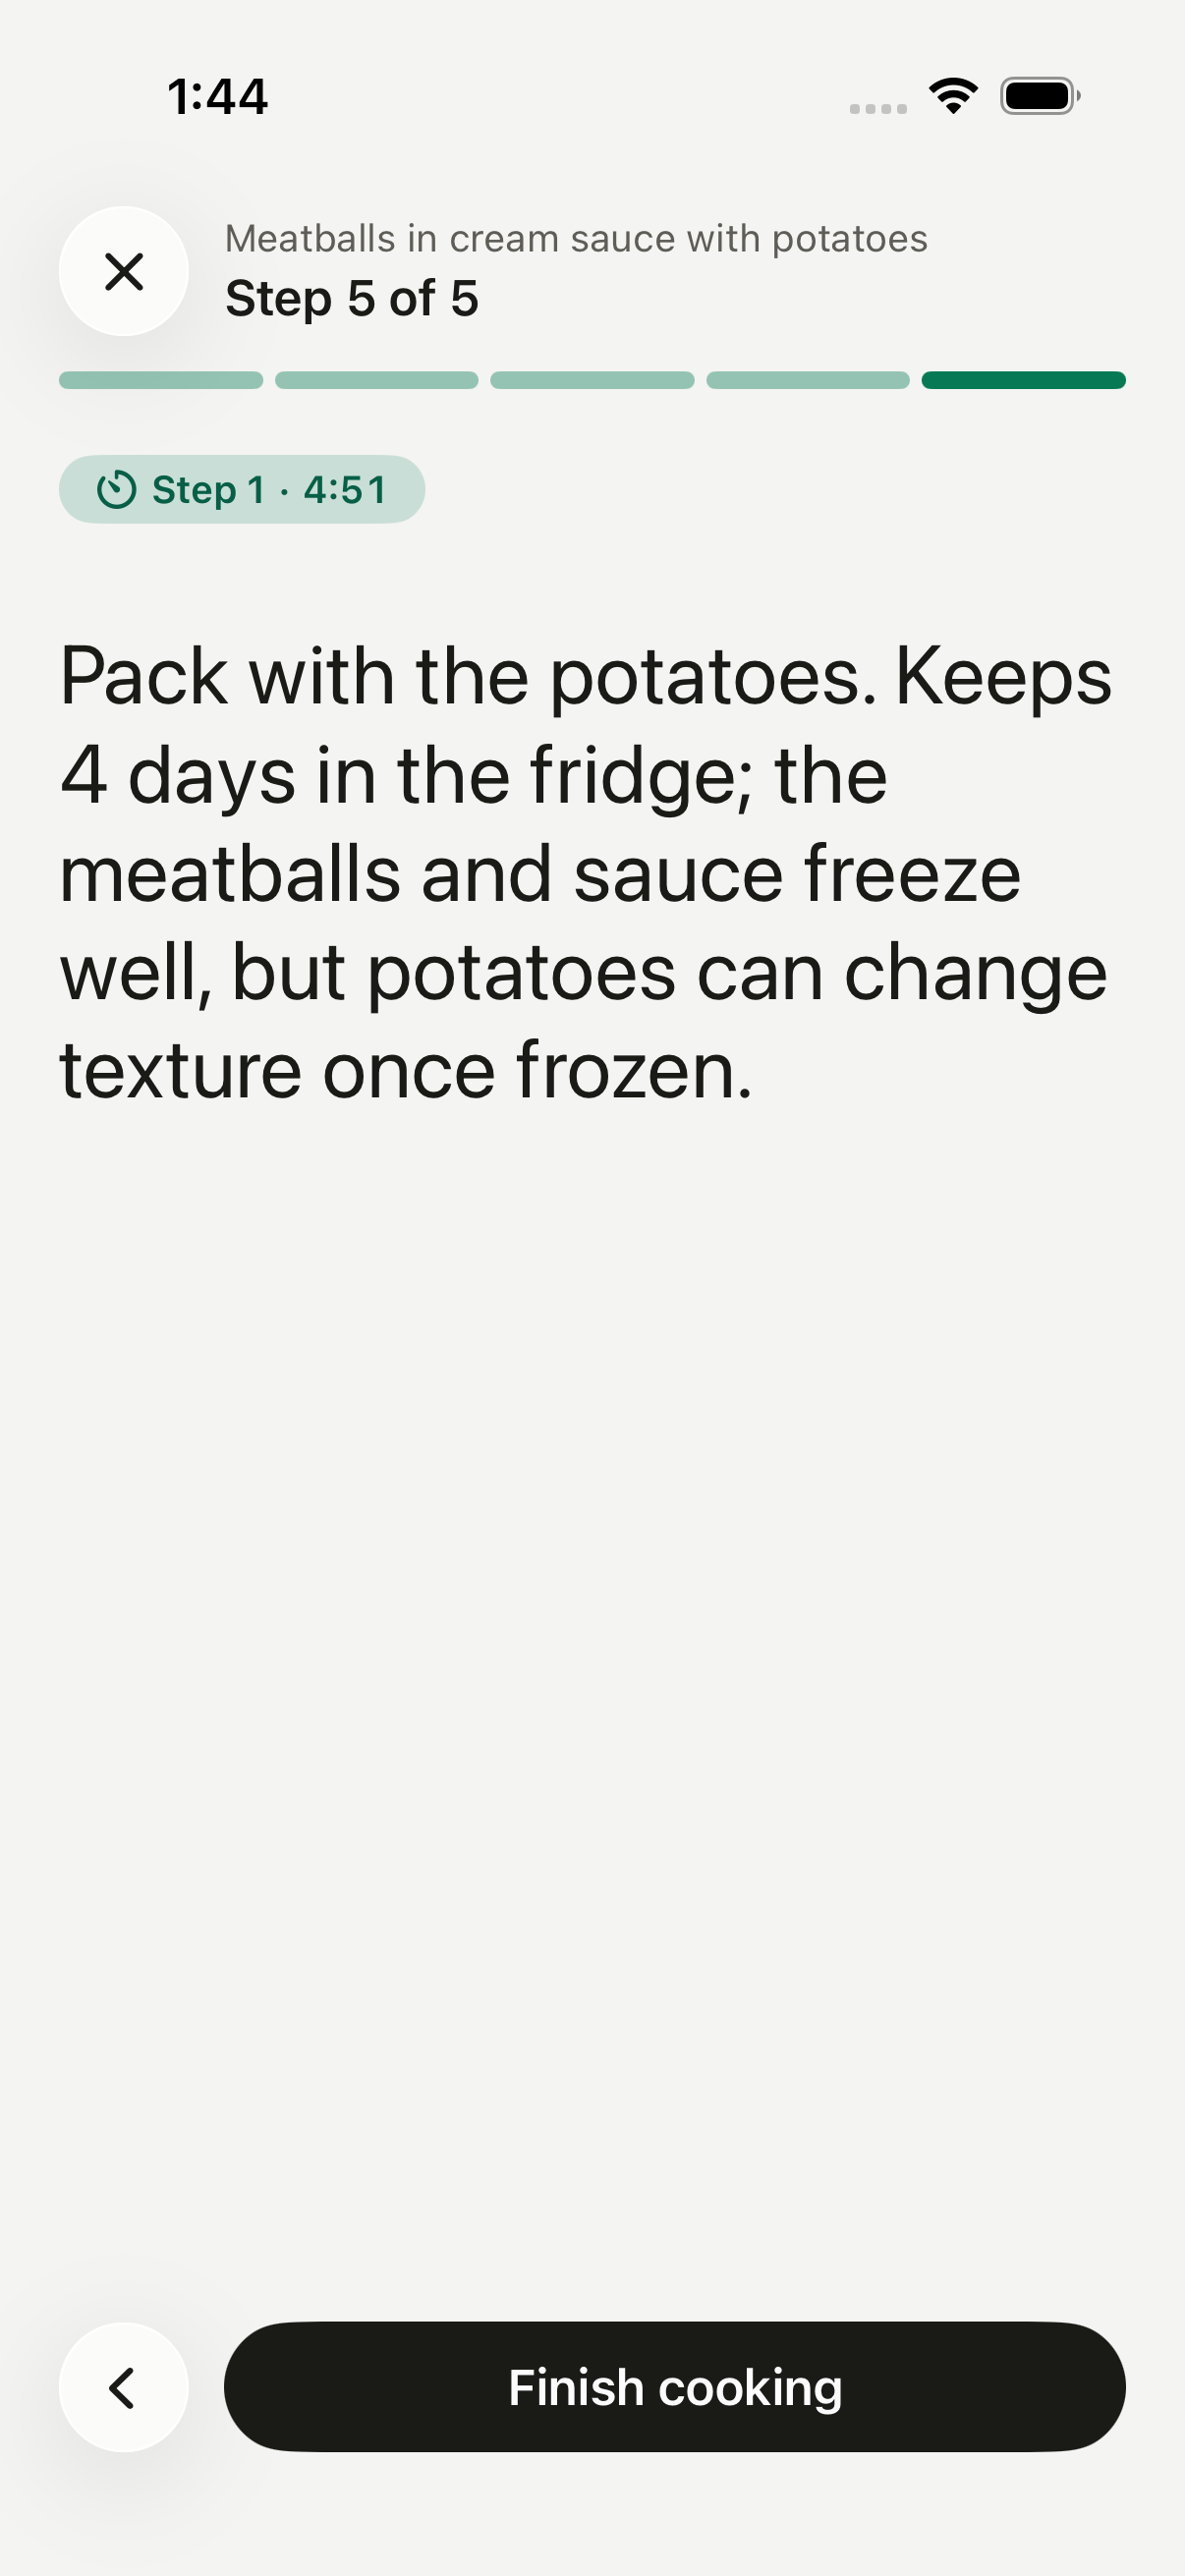 1:44
Meatballs in cream sauce with potatoes
Step 5 of 5
Step 1 · 4:51
Pack with the potatoes. Keeps
4 days in the fridge; the
meatballs and sauce freeze
well, but potatoes can change
texture once frozen.
Finish cooking